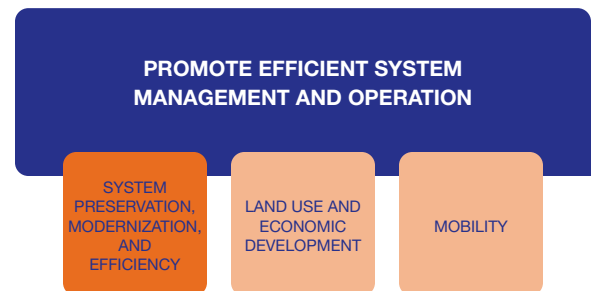 PROMOTE EFFICIENT SYSTEM
MANAGEMENT AND OPERATION
SYSTEM
PRESERVATION,
MODERNIZATION,
AND
EFFICIENCY
LAND USE AND
ECONOMIC
DEVELOPMENT
MOBILITY